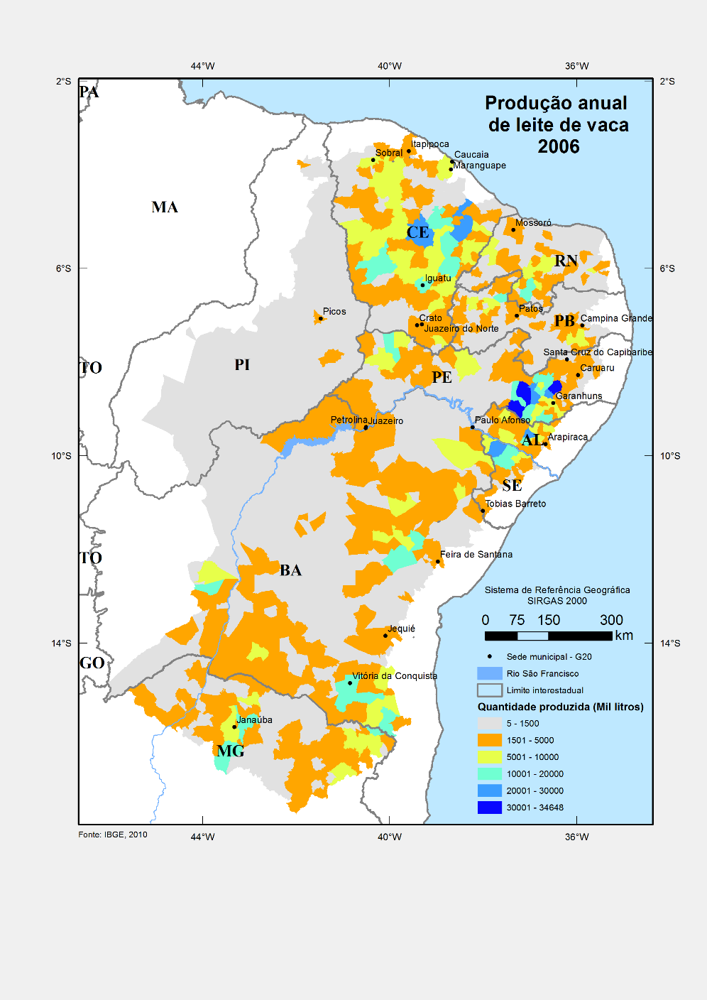 44°W 40°W 36°W
2°S 2°S
PA
Produção anual
de leite de vaca
2006
Itapipoca
Sobral
Caucaia
Maranguape
MA
Mossoró
CE
RN
6°S 6°S
Iguatu
Patos
Picos
Crato
PB
Campina Grande
Juazeiro do Norte
Santa Cruz do Capibaribe
TO
PI
Caruaru
PE
Garanhuns
Petrolina
Juazeiro
Paulo Afonso
AL
Arapiraca
10°S 10°S
SE
Tobias Barreto
TO
Feira de Santana
BA
Sistema de Referência Geográfica
SIRGAS 2000
0 75 150 300
km
Jequié
14°S 14°S
Sede municipal - G20
GO
Rio São Francisco
Vitória da Conquista
Limite interestadual
Quantidade produzida (Mil litros)
Janaúba
5 - 1500
1501 - 5000
MG
5001 - 10000
10001 - 20000
20001 - 30000
30001 - 34648
Fonte: IBGE, 2010
44°W 40°W 36°W